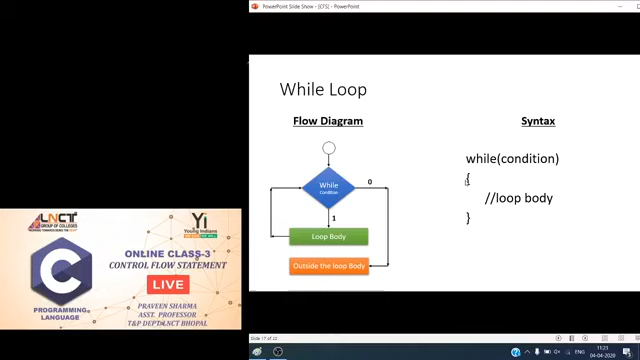 PowerPoint Slide Show - [CFS] - PowerPoint
While Loop
Flow Diagram
Syntax
While
Condition
0
1
Loop Body
Outside the loop Body
while(condition)
{
//loop body
}
LNCT
GROUP OF COLLEGES
Yi
Young Indians
C
PROGRAMMING
LANGUAGE
ONLINE CLASS-3
CONTROL FLOW STATEMENT
LIVE
PRAVEEN SHARMA
ASST. PROFESSOR
T&P DEPT.LNCT BHOPAL
Slide 17 of 22
ENG
11:23
04-04-2020